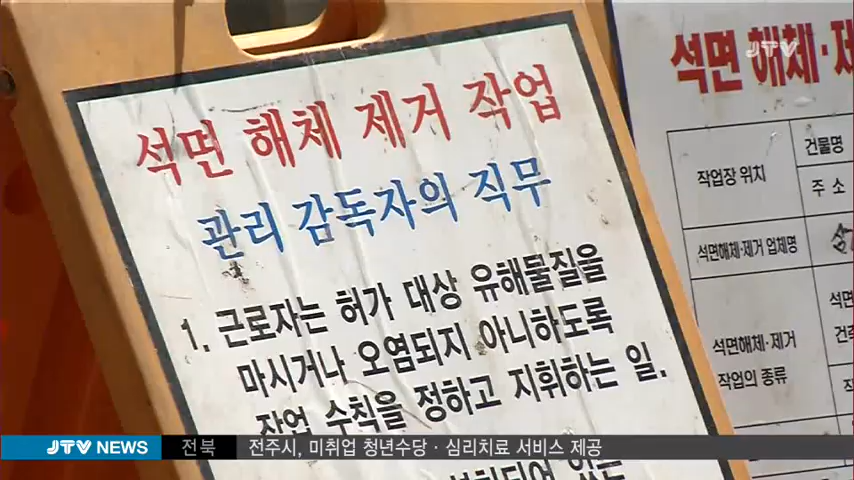 석면 해체 제거 작업
관리 감독자의 직무
1. 근로자는 허가 대상 유해물질을
마시거나 오염되지 아니하도록
작업 수칙을 정하고 지휘하는 일.
석면 해체·제
작업장 위치
건물명
주 소
석면해체·제거 업체명
석면해체·제거
작업의 종류
JTV
JTV NEWS
전북
전주시, 미취업 청년수당·심리치료 서비스 제공